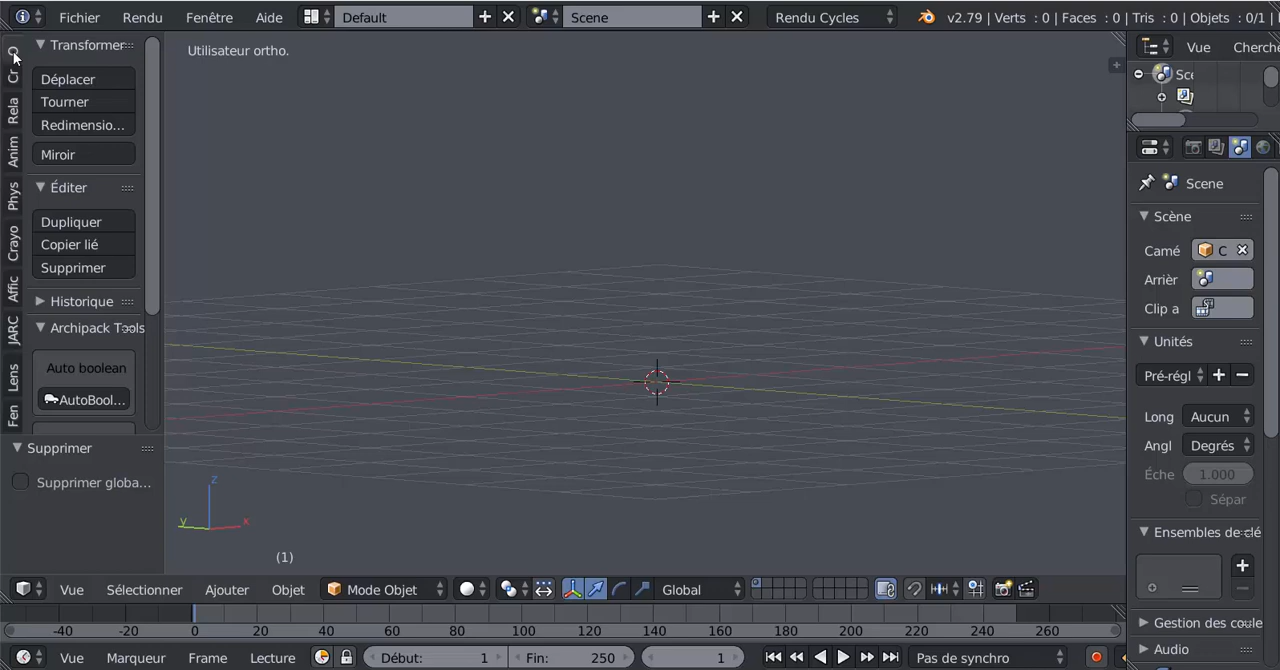 Fichier Rendu Fenêtre Aide Default Scene Rendu Cycles v2.79 | Verts : 0 | Faces : 0 | Tris : 0 | Objets : 0/1 |
Transformer
Déplacer
Tourner
Redimensio...
Miroir
Éditer
Dupliquer
Copier lié
Supprimer
Historique
Archipack Tools
Auto boolean
AutoBool...
Supprimer
Supprimer globa...
O
Cr
Rela
Anim
Phys
Crayo
Affic
JARC
Lens
Fen
Utilisateur ortho.
z
y
x
(1)
Vue Cherche
Sce
Scene
Scène
Camé C
Arrièr
Clip a
Unités
Pré-régl
Long Aucun
Angl Degrés
Éche 1.000
Sépar
Ensembles de clé
Gestion des coule
Audio
Vue Sélectionner Ajouter Objet Mode Objet Global
-40 -20 0 20 40 60 80 100 120 140 160 180 200 220 240 260
Vue Marqueur Frame Lecture Début: 1 Fin: 250 1 Pas de synchro